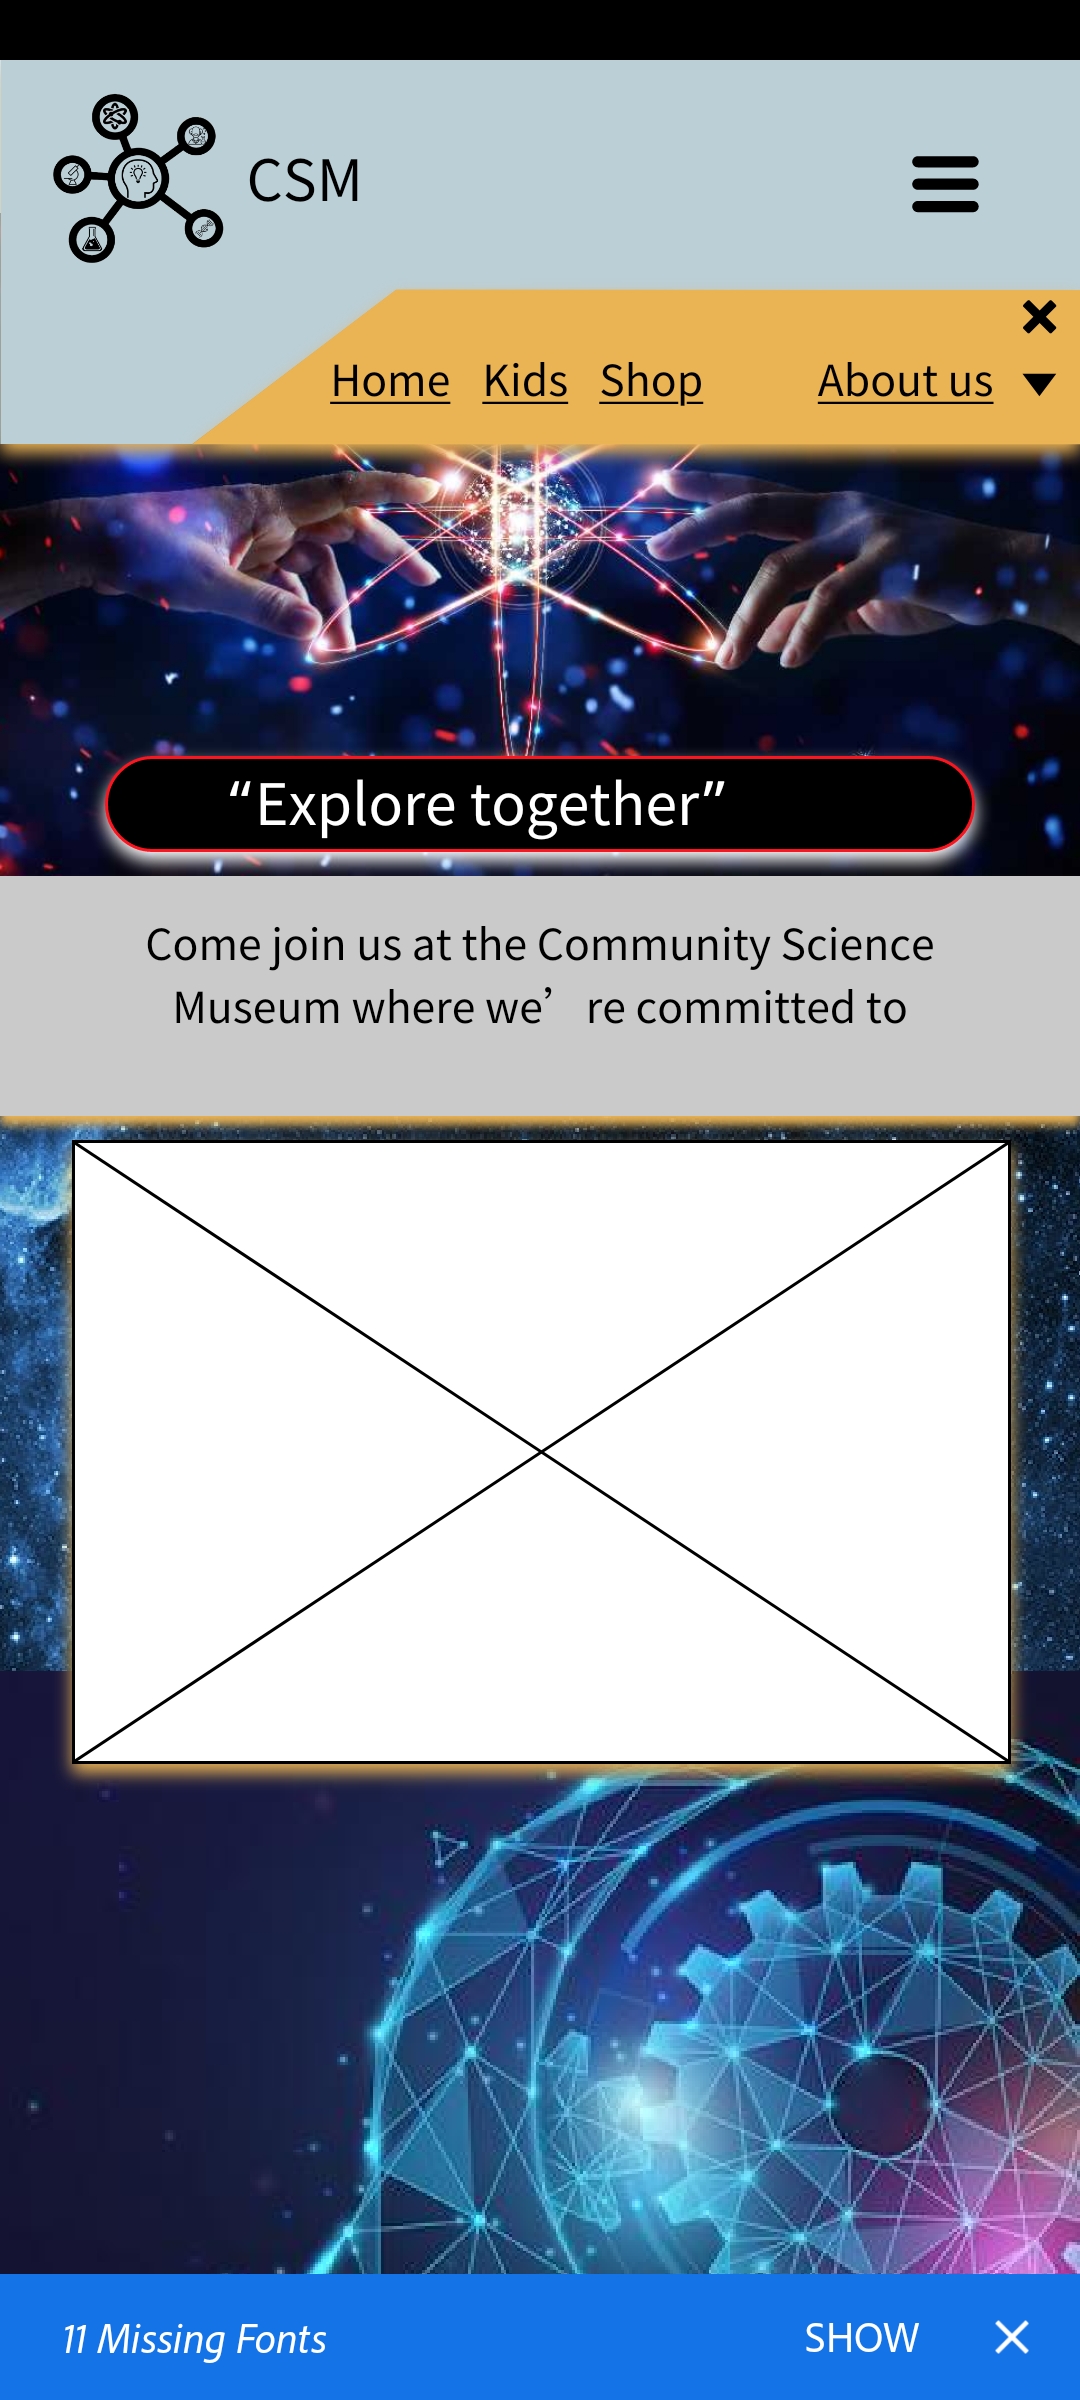 CSM
Home Kids Shop About us
“Explore together”
Come join us at the Community Science
Museum where we’re committed to
11 Missing Fonts SHOW